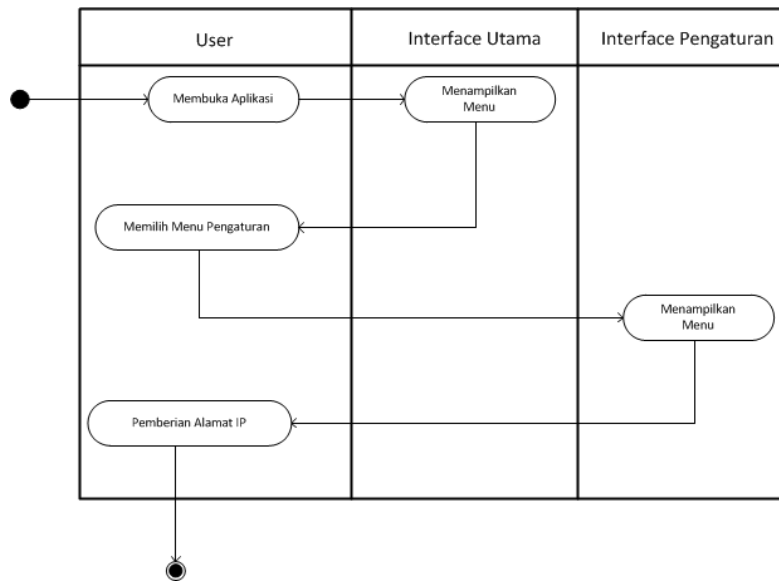 User
Interface Utama
Interface Pengaturan
Membuka Aplikasi
Menampilkan
Menu
Memilih Menu Pengaturan
Menampilkan
Menu
Pemberian Alamat IP